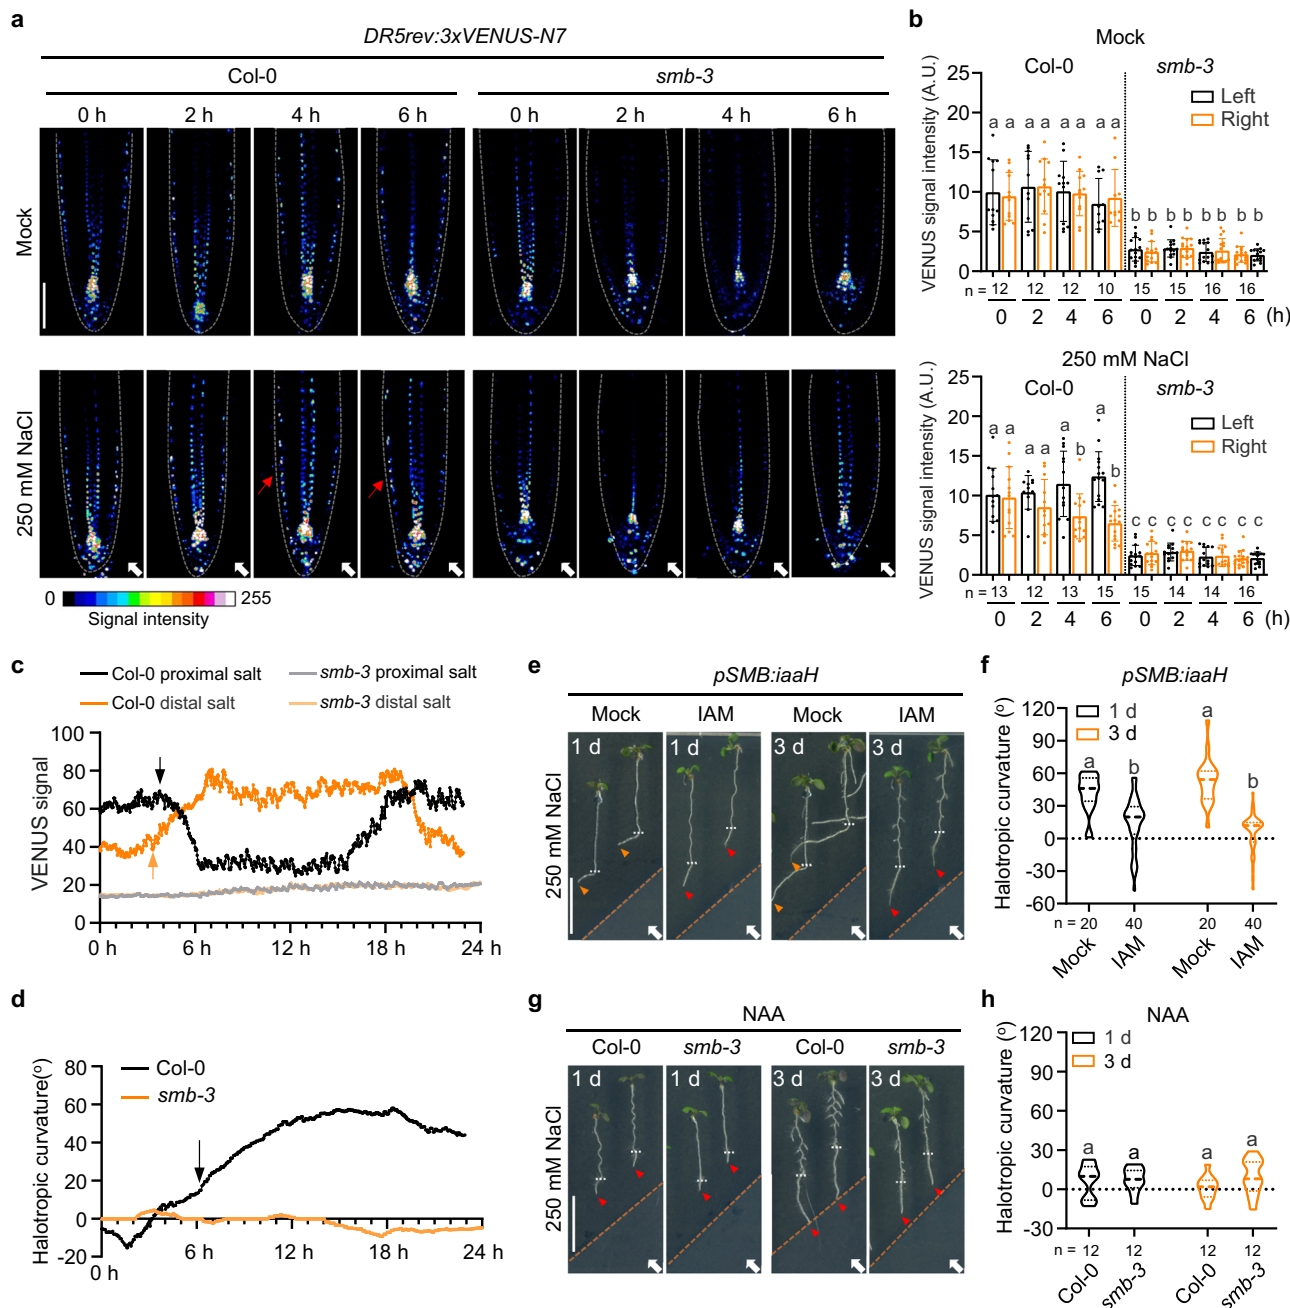 a
DR5rev:3xVENUS-N7
Col-0 smb-3
0 h 2 h 4 h 6 h 0 h 2 h 4 h 6 h
Mock
250 mM NaCl
0 255
Signal intensity
b
Mock
Col-0 smb-3
Left
Right
VENUS signal intensity (A.U.)
25
20
15
10
5
0
a a a a a a a a
b b b b b b b b
n = 12 12 12 10 15 15 16 16
0 2 4 6 0 2 4 6 (h)
250 mM NaCl
Col-0 smb-3
Left
Right
VENUS signal intensity (A.U.)
25
20
15
10
5
0
a a a a a b a b
c c c c c c c c
n = 13 12 13 15 15 14 14 16
0 2 4 6 0 2 4 6 (h)
c
Col-0 proximal salt smb-3 proximal salt
Col-0 distal salt smb-3 distal salt
VENUS signal
100
80
60
40
20
0
0 6 h 12 h 18 h 24 h
d
Col-0
smb-3
Halotropic curvature(º)
80
60
40
20
0
-20
0 h 6 h 12 h 18 h 24 h
e
pSMB:iaaH
Mock IAM Mock IAM
1 d 1 d 3 d 3 d
250 mM NaCl
f
pSMB:iaaH
1 d
3 d
Halotropic curvature (º)
120
90
60
30
0
-30
-60
a b a b
n = 20 40 20 40
Mock IAM Mock IAM
g
NAA
Col-0 smb-3 Col-0 smb-3
1 d 1 d 3 d 3 d
250 mM NaCl
h
NAA
1 d
3 d
Halotropic curvature (º)
120
90
60
30
0
-30
a a a a
n = 12 12 12 12
Col-0 smb-3 Col-0 smb-3